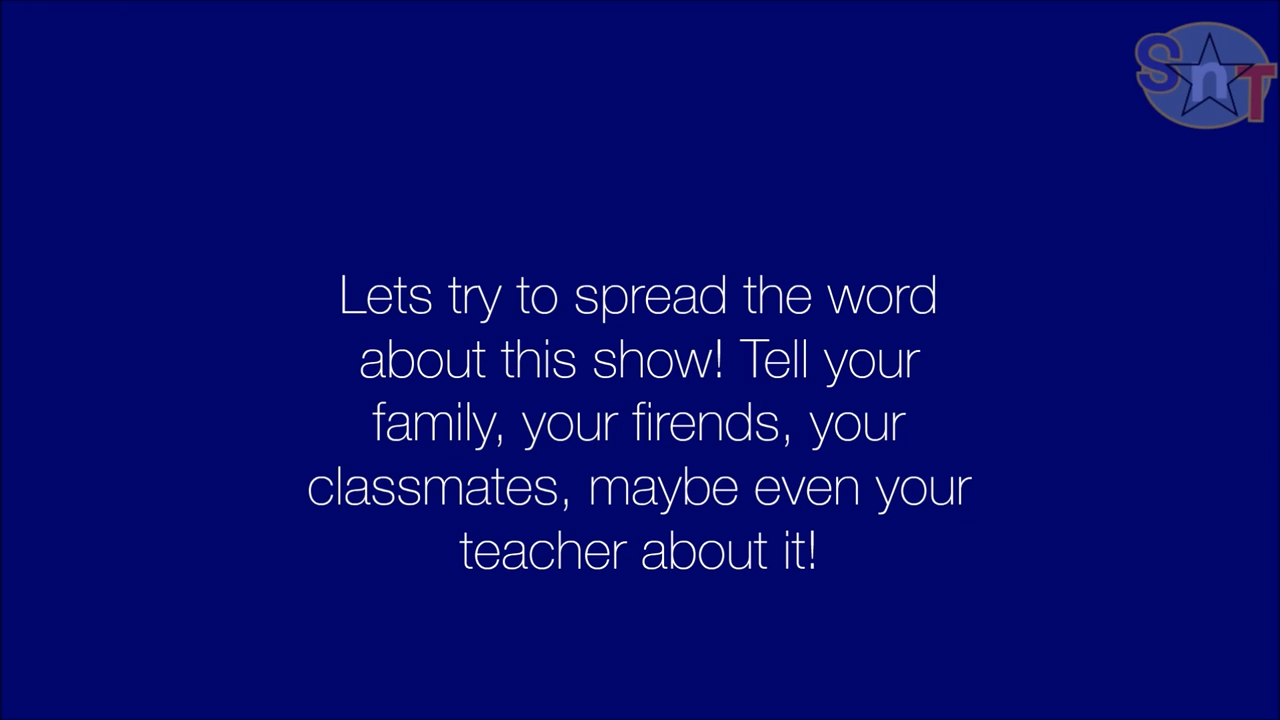 SnT
Lets try to spread the word
about this show! Tell your
family, your firends, your
classmates, maybe even your
teacher about it!